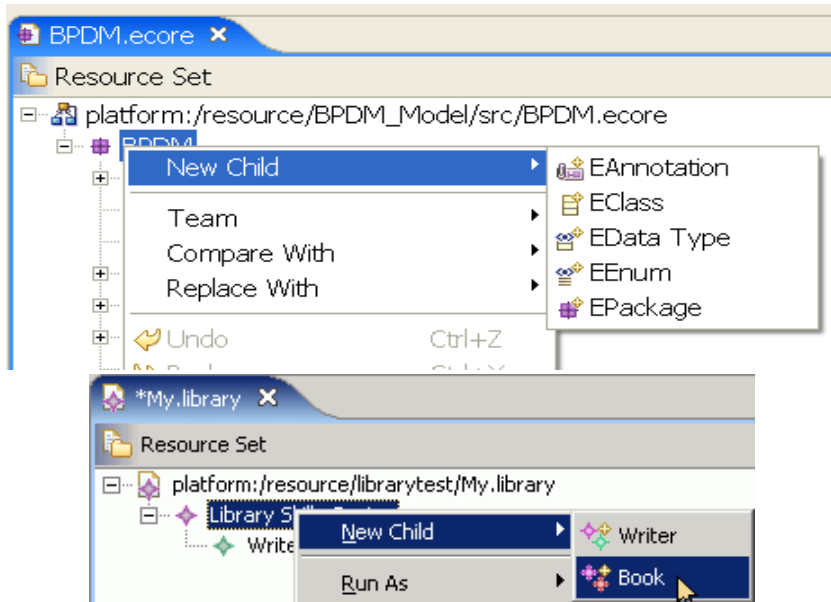 BPDM.ecore
Resource Set
platform:/resource/BPDM_Model/src/BPDM.ecore
BPDM
New Child
EAnnotation
EClass
Team
EData Type
Compare With
EEnum
Replace With
EPackage
Undo Ctrl+Z
*My.library
Resource Set
platform:/resource/librarytest/My.library
Library
New Child
Writer
Run As
Book